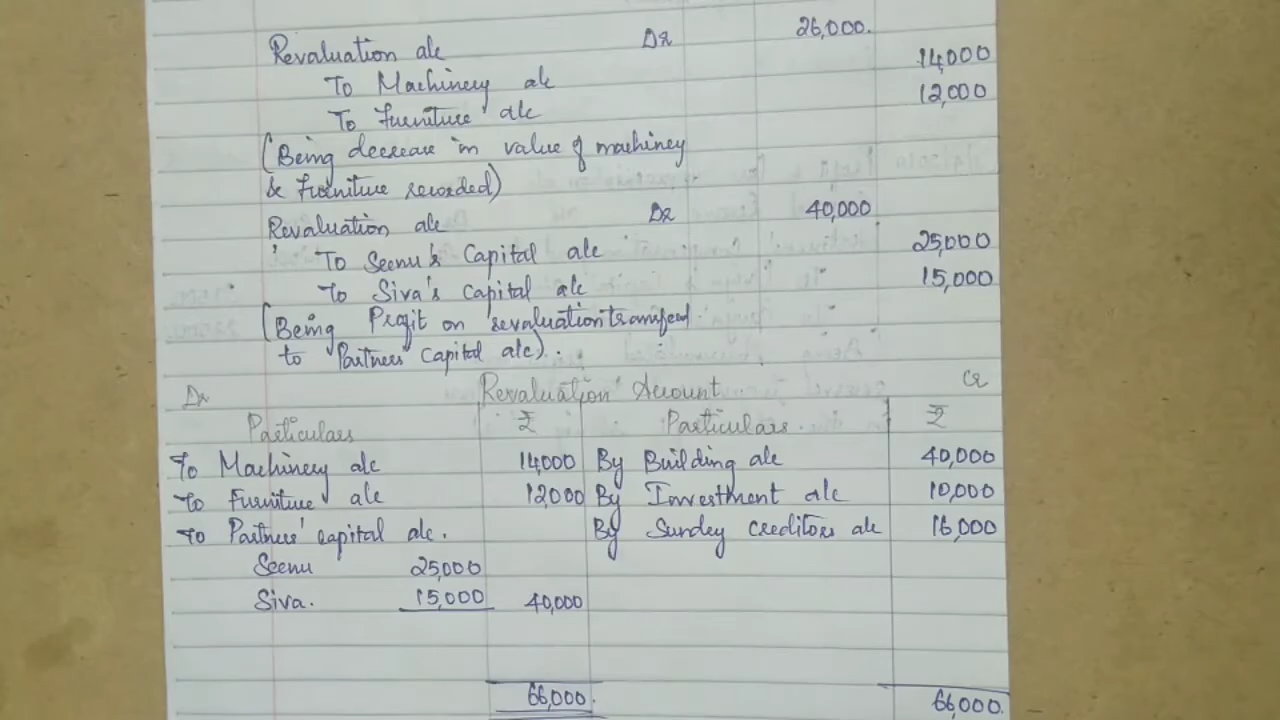 Revaluation a/c Dr 26,000.
To Machinery a/c 14,000
To Furniture a/c 12,000
(Being decrease in value of machinery
& Furniture recorded)
Revaluation a/c Dr 40,000
To Seenu's Capital a/c 25,000
To Siva's Capital a/c 15,000
(Being Profit on revaluation transfered
to Partners' Capital a/c).
Dr Revaluation Amount Cr
Particulars ₹ Particulars. ₹
To Machinery a/c 14,000 By Building a/c 40,000
To Furniture a/c 12,000 By Investment a/c 10,000
To Partners' capital a/c. By Sundry creditors a/c 16,000
Seenu 25,000
Siva. 15,000 40,000
66,000. 66,000.